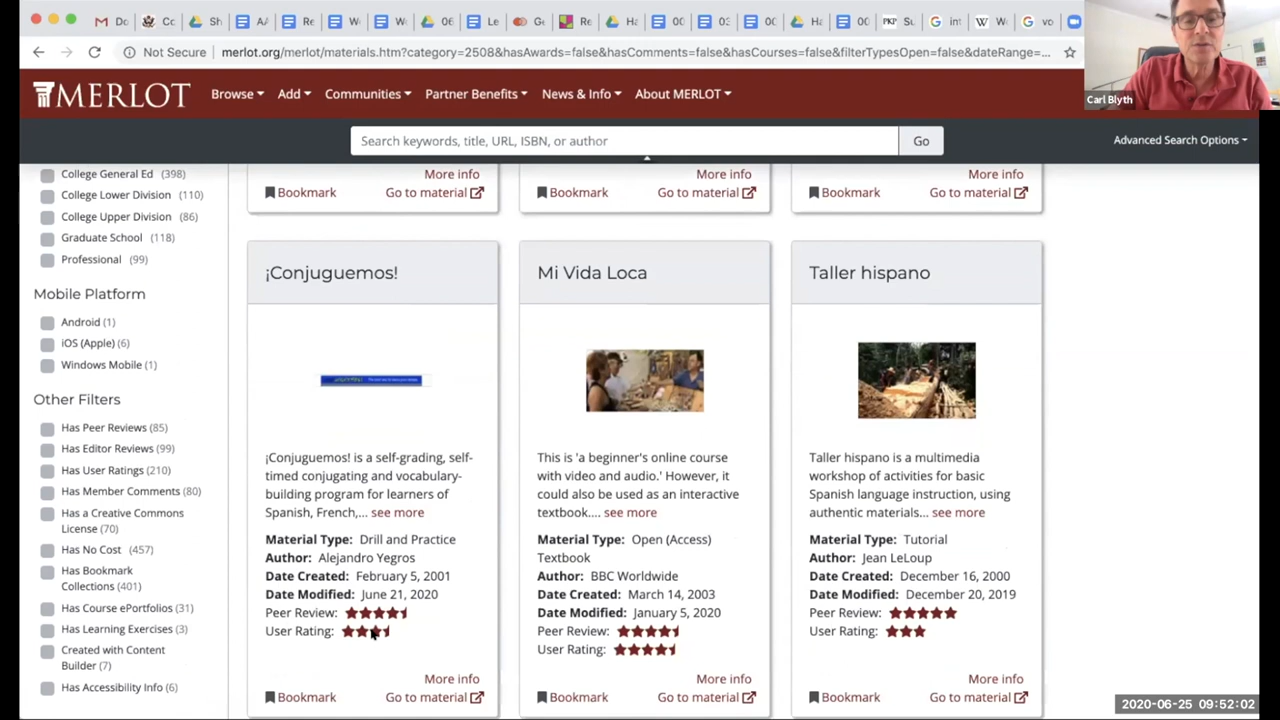 Not Secure merlot.org/merlot/materials.htm?category=2508&hasAwards=false&hasComments=false&hasCourses=false&filterTypesOpen=false&dateRange=...
Carl Blyth
MERLOT
Browse
Add
Communities
Partner Benefits
News & Info
About MERLOT
Search keywords, title, URL, ISBN, or author
Go
Advanced Search Options
College General Ed (398)
College Lower Division (110)
College Upper Division (86)
Graduate School (118)
Professional (99)
Mobile Platform
Android (1)
iOS (Apple) (6)
Windows Mobile (1)
Other Filters
Has Peer Reviews (85)
Has Editor Reviews (99)
Has User Ratings (210)
Has Member Comments (80)
Has a Creative Commons
License (70)
Has No Cost (457)
Has Bookmark
Collections (401)
Has Course ePortfolios (31)
Has Learning Exercises (3)
Created with Content
Builder (7)
Has Accessibility Info (6)
More info
Bookmark Go to material
More info
Bookmark Go to material
More info
Bookmark Go to material
¡Conjuguemos!
¡Conjuguemos! is a self-grading, self-
timed conjugating and vocabulary-
building program for learners of
Spanish, French,... see more
Material Type: Drill and Practice
Author: Alejandro Yegros
Date Created: February 5, 2001
Date Modified: June 21, 2020
Peer Review:
User Rating:
More info
Bookmark Go to material
Mi Vida Loca
This is 'a beginner's online course
with video and audio.' However, it
could also be used as an interactive
textbook.... see more
Material Type: Open (Access)
Textbook
Author: BBC Worldwide
Date Created: March 14, 2003
Date Modified: January 5, 2020
Peer Review:
User Rating:
More info
Bookmark Go to material
Taller hispano
Taller hispano is a multimedia
workshop of activities for basic
Spanish language instruction, using
authentic materials... see more
Material Type: Tutorial
Author: Jean LeLoup
Date Created: December 16, 2000
Date Modified: December 20, 2019
Peer Review:
User Rating:
More info
Bookmark Go to material
2020-06-25 09:52:02